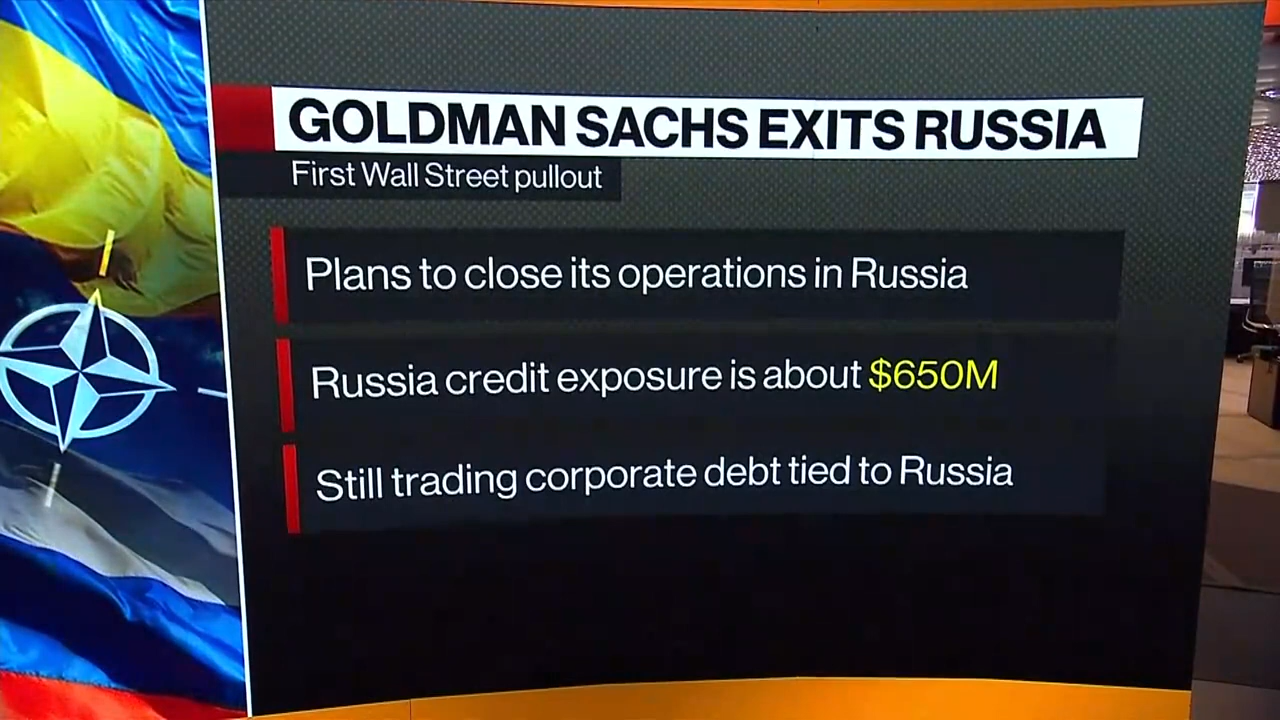 GOLDMAN SACHS EXITS RUSSIA
First Wall Street pullout
Plans to close its operations in Russia
Russia credit exposure is about $650M
Still trading corporate debt tied to Russia